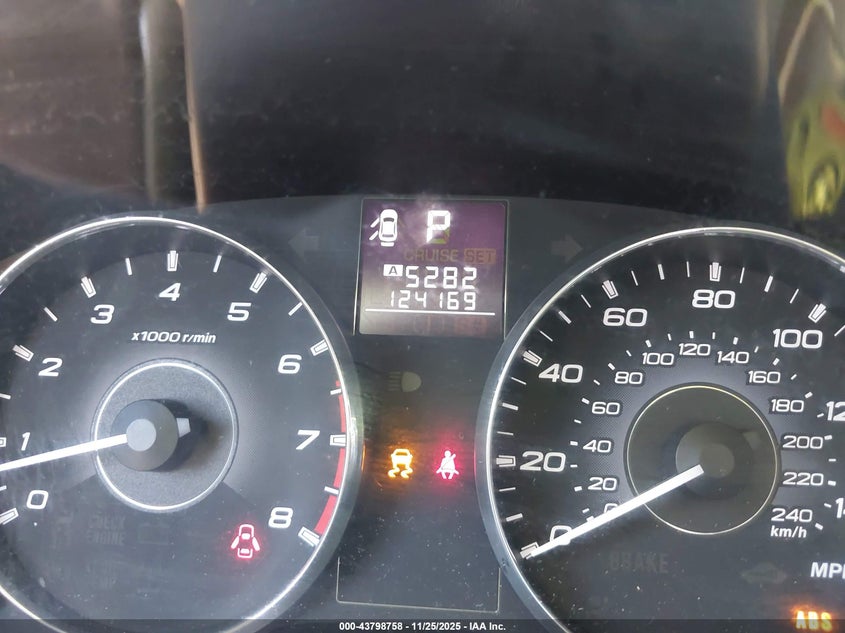 P
CRUISE SET
A 5282
124169
x1000 r/min
0 1 2 3 4 5 6 7 8
CHECK
ENGINE
0 20 40 60 80 100
20 40 60 80 100 120 140 160 180 200 220 240
km/h
BRAKE
ABS
000-43798758 - 11/25/2025 - IAA Inc.